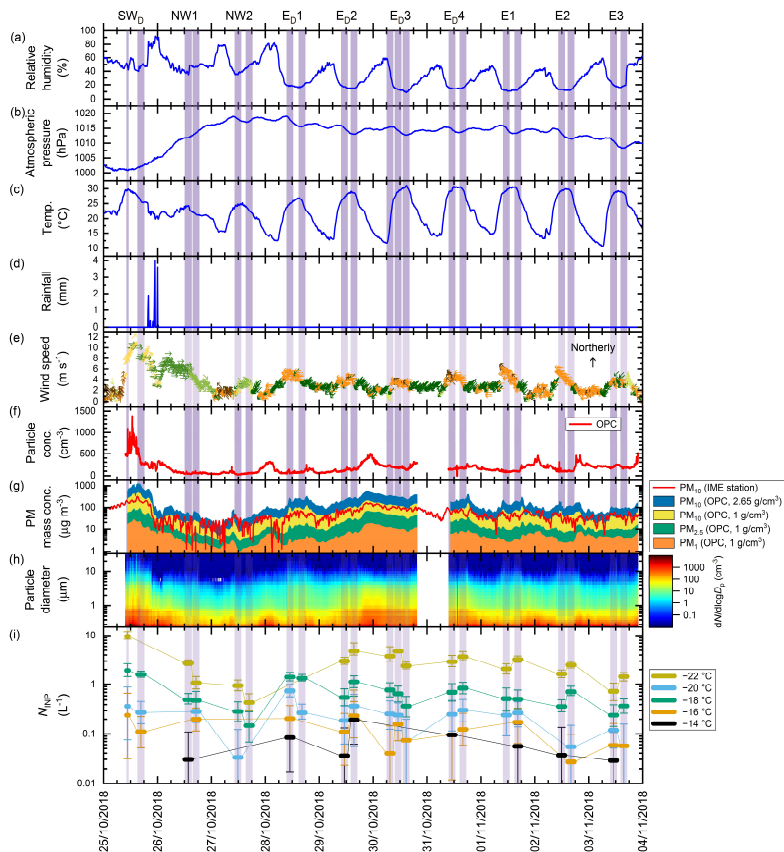 SWD NW1 NW2 ED1 ED2 ED3 ED4 E1 E2 E3
(a)
Relative
humidity
(%)
100
80
60
40
20
0
(b)
Atmospheric
pressure
(hPa)
1020
1015
1010
1005
1000
(c)
Temp.
(°C)
30
25
20
15
10
(d)
Rainfall
(mm)
4
3
2
1
0
(e)
Wind speed
(m s⁻¹)
12
10
8
6
4
2
0
Northerly
(f)
Particle
conc.
(cm⁻³)
1500
1000
600
0
OPC
(g)
PM
mass conc.
(µg m⁻³)
1000
100
10
1
PM10 (IME station)
PM10 (OPC, 2.65 g/cm³)
PM10 (OPC, 1 g/cm³)
PM2.5 (OPC, 1 g/cm³)
PM1 (OPC, 1 g/cm³)
(h)
Particle
diameter
(µm)
10
1
1000
100
10
1
0.1
dN/dlogDp (cm³)
(i)
NINP
(L⁻¹)
10
1
0.1
0.01
−22 °C
−20 °C
−18 °C
−16 °C
−14 °C
25/10/2018
26/10/2018
27/10/2018
28/10/2018
29/10/2018
30/10/2018
31/10/2018
01/11/2018
02/11/2018
03/11/2018
04/11/2018